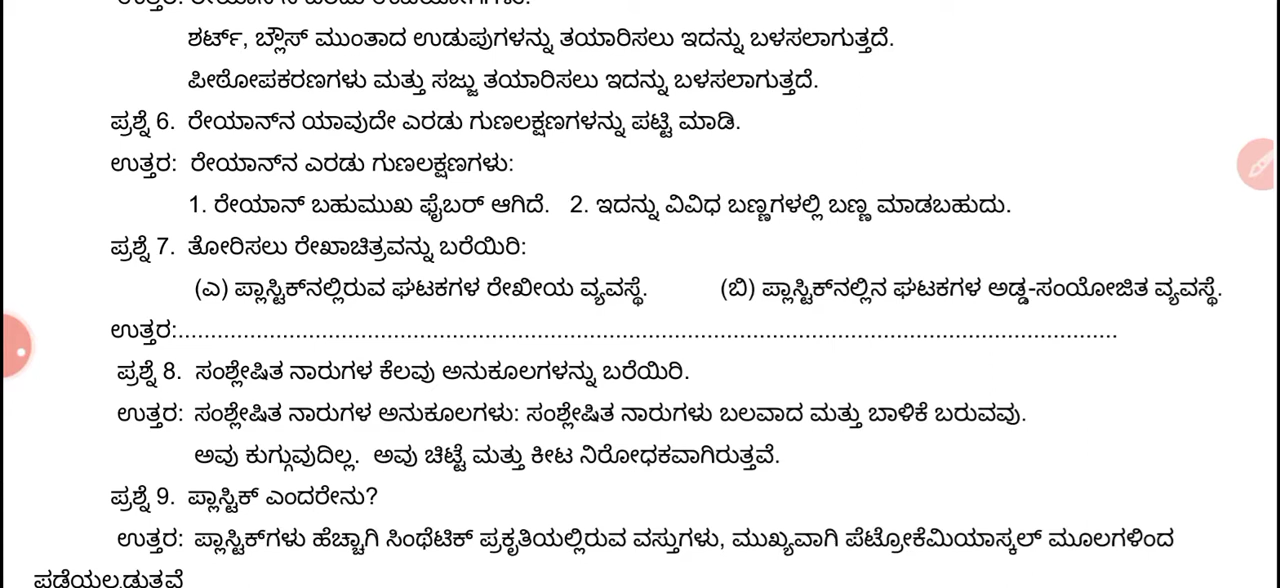 ಶರ್ಟ್, ಬ್ಲೌಸ್ ಮುಂತಾದ ಉಡುಪುಗಳನ್ನು ತಯಾರಿಸಲು ಇದನ್ನು ಬಳಸಲಾಗುತ್ತದೆ.
ಪೀಠೋಪಕರಣಗಳು ಮತ್ತು ಸಜ್ಜು ತಯಾರಿಸಲು ಇದನ್ನು ಬಳಸಲಾಗುತ್ತದೆ.
ಪ್ರಶ್ನೆ 6. ರೇಯಾನ್‌ನ ಯಾವುದೇ ಎರಡು ಗುಣಲಕ್ಷಣಗಳನ್ನು ಪಟ್ಟಿ ಮಾಡಿ.
ಉತ್ತರ: ರೇಯಾನ್‌ನ ಎರಡು ಗುಣಲಕ್ಷಣಗಳು:
1. ರೇಯಾನ್ ಬಹುಮುಖ ಫೈಬರ್ ಆಗಿದೆ. 2. ಇದನ್ನು ವಿವಿಧ ಬಣ್ಣಗಳಲ್ಲಿ ಬಣ್ಣ ಮಾಡಬಹುದು.
ಪ್ರಶ್ನೆ 7. ತೋರಿಸಲು ರೇಖಾಚಿತ್ರವನ್ನು ಬರೆಯಿರಿ:
(ಎ) ಪ್ಲಾಸ್ಟಿಕ್‌ನಲ್ಲಿರುವ ಘಟಕಗಳ ರೇಖೀಯ ವ್ಯವಸ್ಥೆ. (ಬಿ) ಪ್ಲಾಸ್ಟಿಕ್‌ನಲ್ಲಿನ ಘಟಕಗಳ ಅಡ್ಡ-ಸಂಯೋಜಿತ ವ್ಯವಸ್ಥೆ.
ಉತ್ತರ:..............................................................................................................................................
ಪ್ರಶ್ನೆ 8. ಸಂಶ್ಲೇಷಿತ ನಾರುಗಳ ಕೆಲವು ಅನುಕೂಲಗಳನ್ನು ಬರೆಯಿರಿ.
ಉತ್ತರ: ಸಂಶ್ಲೇಷಿತ ನಾರುಗಳ ಅನುಕೂಲಗಳು: ಸಂಶ್ಲೇಷಿತ ನಾರುಗಳು ಬಲವಾದ ಮತ್ತು ಬಾಳಿಕೆ ಬರುವವು.
ಅವು ಕುಗ್ಗುವುದಿಲ್ಲ. ಅವು ಚಿಟ್ಟೆ ಮತ್ತು ಕೀಟ ನಿರೋಧಕವಾಗಿರುತ್ತವೆ.
ಪ್ರಶ್ನೆ 9. ಪ್ಲಾಸ್ಟಿಕ್ ಎಂದರೇನು?
ಉತ್ತರ: ಪ್ಲಾಸ್ಟಿಕ್‌ಗಳು ಹೆಚ್ಚಾಗಿ ಸಿಂಥೆಟಿಕ್ ಪ್ರಕೃತಿಯಲ್ಲಿರುವ ವಸ್ತುಗಳು, ಮುಖ್ಯವಾಗಿ ಪೆಟ್ರೋಕೆಮಿಯಾಸ್ಕಲ್ ಮೂಲಗಳಿಂದ